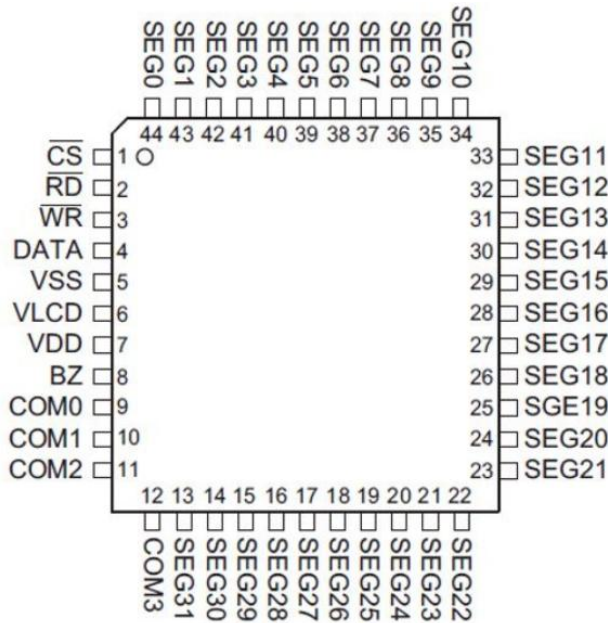 SEG0 SEG1 SEG2 SEG3 SEG4 SEG5 SEG6 SEG7 SEG8 SEG9 SEG10
44 43 42 41 40 39 38 37 36 35 34
C̅S̅ 1 33 SEG11
R̅D̅ 2 32 SEG12
W̅R̅ 3 31 SEG13
DATA 4 30 SEG14
VSS 5 29 SEG15
VLCD 6 28 SEG16
VDD 7 27 SEG17
BZ 8 26 SEG18
COM0 9 25 SGE19
COM1 10 24 SEG20
COM2 11 23 SEG21
12 13 14 15 16 17 18 19 20 21 22
COM3 SEG31 SEG30 SEG29 SEG28 SEG27 SEG26 SEG25 SEG24 SEG23 SEG22